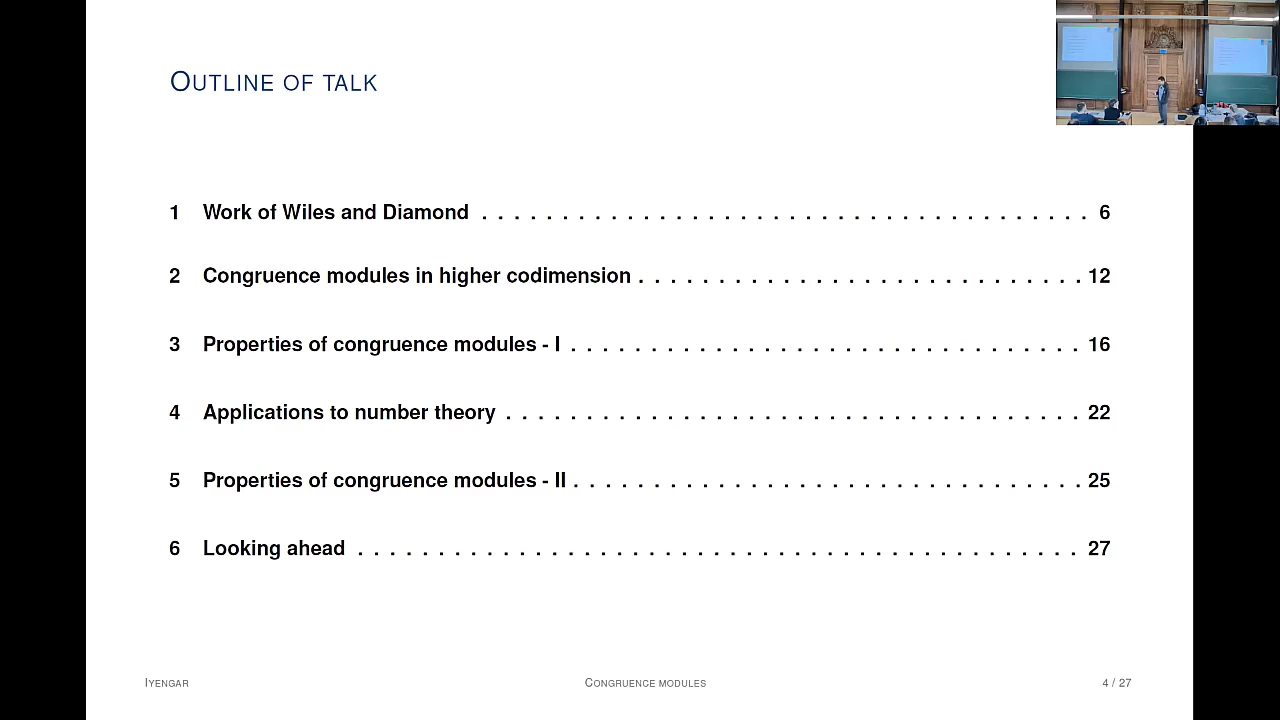 OUTLINE OF TALK
1 Work of Wiles and Diamond . . . . . . . . . . . . . . . . . . . . . . . . . . . . . . . . . . . . . . 6
2 Congruence modules in higher codimension . . . . . . . . . . . . . . . . . . . . . . . . . . . . 12
3 Properties of congruence modules - I . . . . . . . . . . . . . . . . . . . . . . . . . . . . . . . . 16
4 Applications to number theory . . . . . . . . . . . . . . . . . . . . . . . . . . . . . . . . . . . . 22
5 Properties of congruence modules - II . . . . . . . . . . . . . . . . . . . . . . . . . . . . . . . . 25
6 Looking ahead . . . . . . . . . . . . . . . . . . . . . . . . . . . . . . . . . . . . . . . . . . . . . 27
IYENGAR CONGRUENCE MODULES 4 / 27